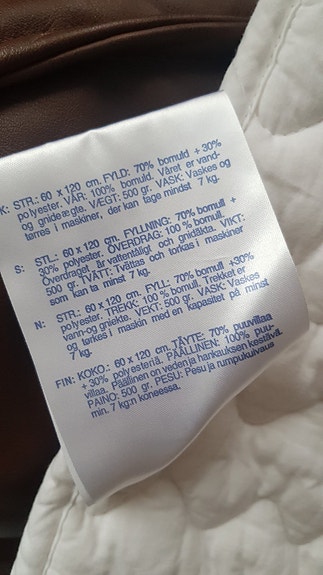 K: STR.: 60 x 120 cm. FYLD: 70% bomuld + 30%
polyester. VÅR: 100% bomuld. Våret er vand-
og gnideægte. VÆGT: 500 gr. VASK: Vaskes og
tørres i maskiner, der kan tage mindst 7 kg.
S: STL.: 60 x 120 cm. FYLLNING: 70% bomull +
30% polyester. ÖVERDRAG: 100% bomull.
Överdraget är vattentåligt och gnidäkta. VIKT:
500 gr. TVÄTT: Tvättas och torkas i maskiner
som kan ta minst 7 kg.
N: STR.: 60 x 120 cm. FYLL: 70% bomull +30%
polyester. TREKK: 100% bomull. Trekket er
vann-og gnidekte. VEKT: 500 gr. VASK: Vaskes
og tørkes i maskin med en kapasitet på minst
7 kg.
FIN: KOKO.: 60 x 120 cm. TÄYTE: 70% puuvillaa
+30% polyesteriä. PÄÄLLINEN: 100% puu-
villaa. Päällinen on veden ja hankauksen kestävä.
PAINO: 500 gr. PESU: Pesu ja rumpukuivaus
min. 7 kg:n koneessa.